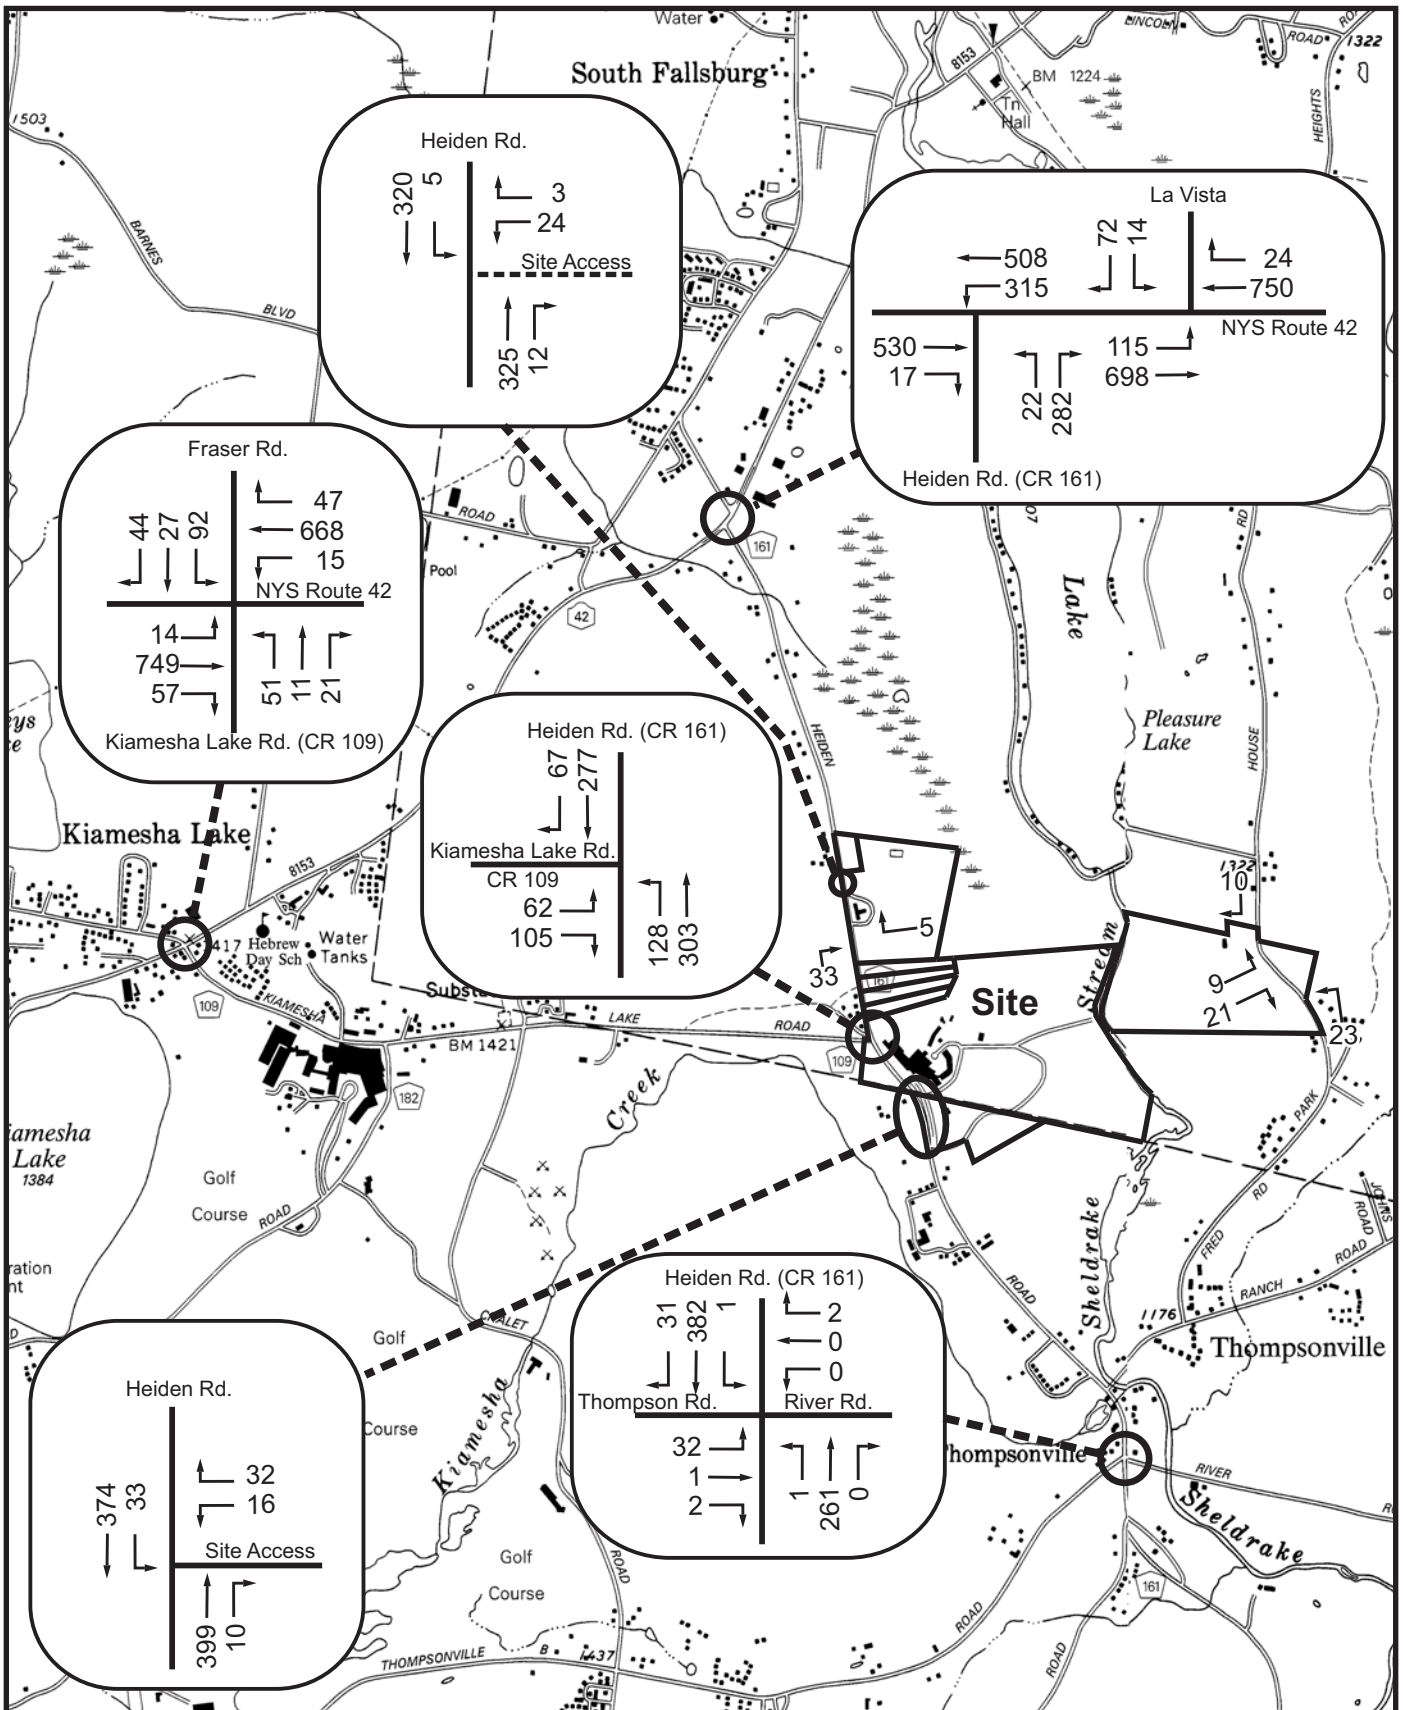 Water
LINCOLN
ROAD
1322
8153
BM 1224
South Fallsburg
Tn
Hall
HEIGHTS
1503
BARNES
BLVD
Heiden Rd.
320
5
3
24
Site Access
325
12
La Vista
508
315
72
14
24
750
NYS Route 42
530
17
22
282
115
698
Heiden Rd. (CR 161)
Fraser Rd.
44
27
92
47
668
15
NYS Route 42
14
749
57
51
11
21
Kiamesha Lake Rd. (CR 109)
ROAD
Pool
161
42
RD
Lake
Pleasure
Lake
HOUSE
HEIDEN
Heiden Rd. (CR 161)
67
277
Kiamesha Lake Rd.
CR 109
62
105
128
303
Kiamesha Lake
8153
417
Hebrew
Day Sch
Water
Tanks
109
KIAMESHA
BM 1421
LAKE
ROAD
109
182
161
1322
10
5
33
9
21
23
Site
Stream
Creek
PARK
RD
FRED
JOHNS
ROAD
ROAD
RANCH
1176
Thompsonville
Sheldrake
Lake
1384
Golf
Course
ROAD
Golf
Course
CHALET
Kiamesha
ROAD
Heiden Rd.
374
33
32
16
Site Access
399
10
Heiden Rd. (CR 161)
31
382
1
2
0
0
Thompson Rd.
River Rd.
32
1
2
1
261
0
Thompsonville
RIVER
Sheldrake
161
Golf
Course
ROAD
THOMPSONVILLE
1437
ROAD
ROAD